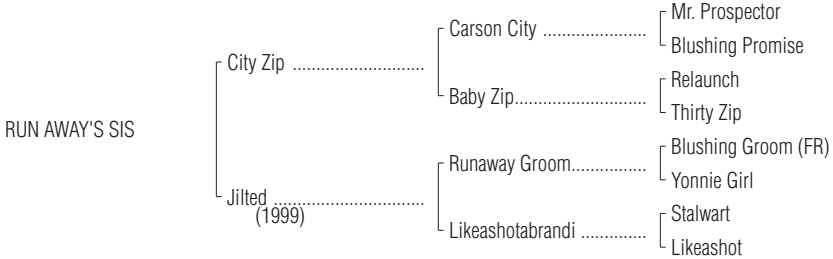 Mr. Prospector
Carson City ......................
Blushing Promise
City Zip ...........................
Relaunch
Baby Zip...........................
Thirty Zip
RUN AWAY'S SIS
Blushing Groom (FR)
Runaway Groom................
Yonnie Girl
Jilted ...............................
(1999)
Stalwart
Likeashotabrandi ..............
Likeashot